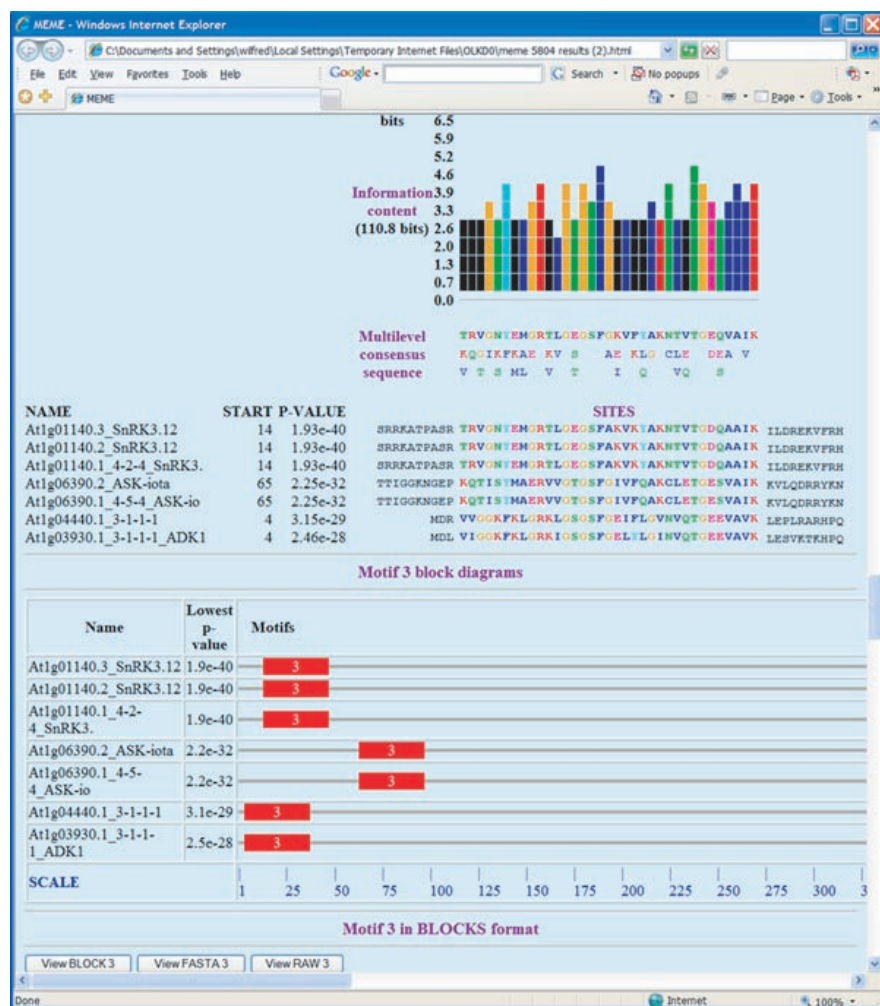 MEME - Windows Internet Explorer
C:\Documents and Settings\wilfred\Local Settings\Temporary Internet Files\OLKD0\meme 5804 results (2).html
File Edit View Favorites Tools Help
Google
Search
No popups
MEME
Page
Tools
bits 6.5
5.9
5.2
4.6
Information 3.9
content 3.3
(110.8 bits) 2.6
2.0
1.3
0.7
0.0
Multilevel TRVGNYEMGRTLGEGSFGKVFYAKNTVTGEQVAIK
consensus KQGIKFKAE KV S AE KLG CLE DEA V
sequence V T S ML V T I Q VQ S
NAME START P-VALUE SITES
At1g01140.3_SnRK3.12 14 1.93e-40 SRRKATPASR TRVGNYEMGRTLGEGSFAKVKYAKNTVTGDQAAIK ILDREKVFRH
At1g01140.2_SnRK3.12 14 1.93e-40 SRRKATPASR TRVGNYEMGRTLGEGSFAKVKYAKNTVTGDQAAIK ILDREKVFRH
At1g01140.1_4-2-4_SnRK3. 14 1.93e-40 SRRKATPASR TRVGNYEMGRTLGEGSFAKVKYAKNTVTGDQAAIK ILDREKVFRH
At1g06390.2_ASK-iota 65 2.25e-32 TTIGGKNGEP KQTISYMAERVVGTGSFGIVFQAKCLETGESVAIK KVLQDRRYKN
At1g06390.1_4-5-4_ASK-io 65 2.25e-32 TTIGGKNGEP KQTISYMAERVVGTGSFGIVFQAKCLETGESVAIK KVLQDRRYKN
At1g04440.1_3-1-1-1 4 3.15e-29 MDR VVGGKFKLGRKLGSGSFGEIFLGVNVQTGEEVAVK LEPLRARHPQ
At1g03930.1_3-1-1-1_ADK1 4 2.46e-28 MDL VIGGKFKLGRKIGSGSFGELYLGINVQTGEEVAVK LESVKTKHPQ
Motif 3 block diagrams
Name Lowest p-value Motifs
At1g01140.3_SnRK3.12 1.9e-40 3
At1g01140.2_SnRK3.12 1.9e-40 3
At1g01140.1_4-2-
4_SnRK3. 1.9e-40 3
At1g06390.2_ASK-iota 2.2e-32 3
At1g06390.1_4-5-
4_ASK-io 2.2e-32 3
At1g04440.1_3-1-1-1 3.1e-29 3
At1g03930.1_3-1-1-
1_ADK1 2.5e-28 3
SCALE 1 25 50 75 100 125 150 175 200 225 250 275 300 3
Motif 3 in BLOCKS format
View BLOCK 3 View FASTA 3 View RAW 3
Done Internet 100%